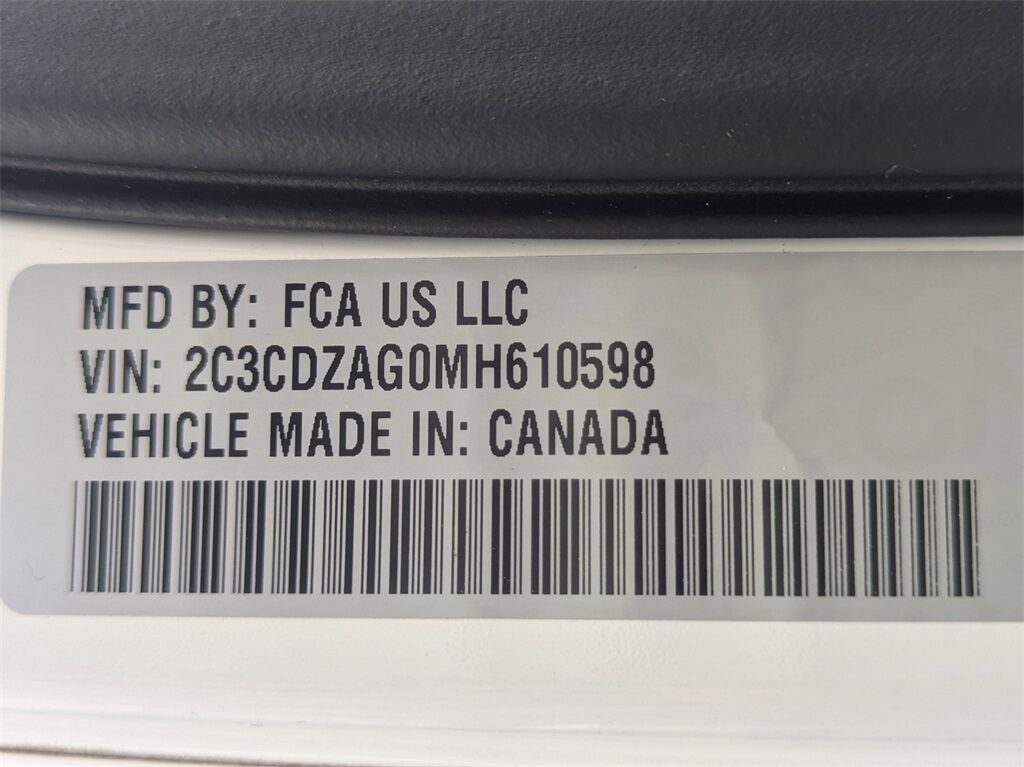 MFD BY: FCA US LLC
VIN: 2C3CDZAG0MH610598
VEHICLE MADE IN: CANADA